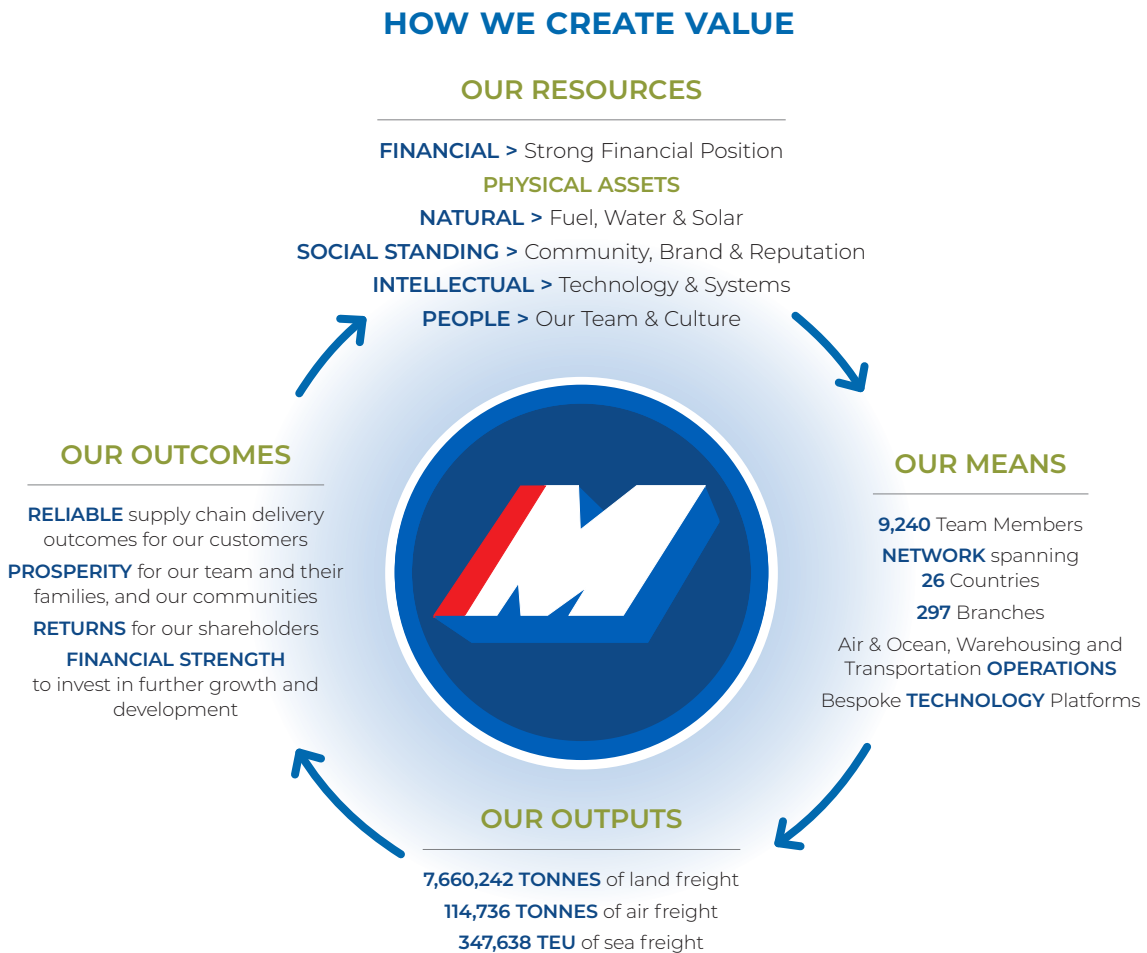 HOW WE CREATE VALUE
OUR RESOURCES
FINANCIAL > Strong Financial Position
PHYSICAL ASSETS
NATURAL > Fuel, Water & Solar
SOCIAL STANDING > Community, Brand & Reputation
INTELLECTUAL > Technology & Systems
PEOPLE > Our Team & Culture
OUR MEANS
9,240 Team Members
NETWORK spanning
26 Countries
297 Branches
Air & Ocean, Warehousing and
Transportation OPERATIONS
Bespoke TECHNOLOGY Platforms
OUR OUTPUTS
7,660,242 TONNES of land freight
114,736 TONNES of air freight
347,638 TEU of sea freight
OUR OUTCOMES
RELIABLE supply chain delivery
outcomes for our customers
PROSPERITY for our team and their
families, and our communities
RETURNS for our shareholders
FINANCIAL STRENGTH
to invest in further growth and
development
M